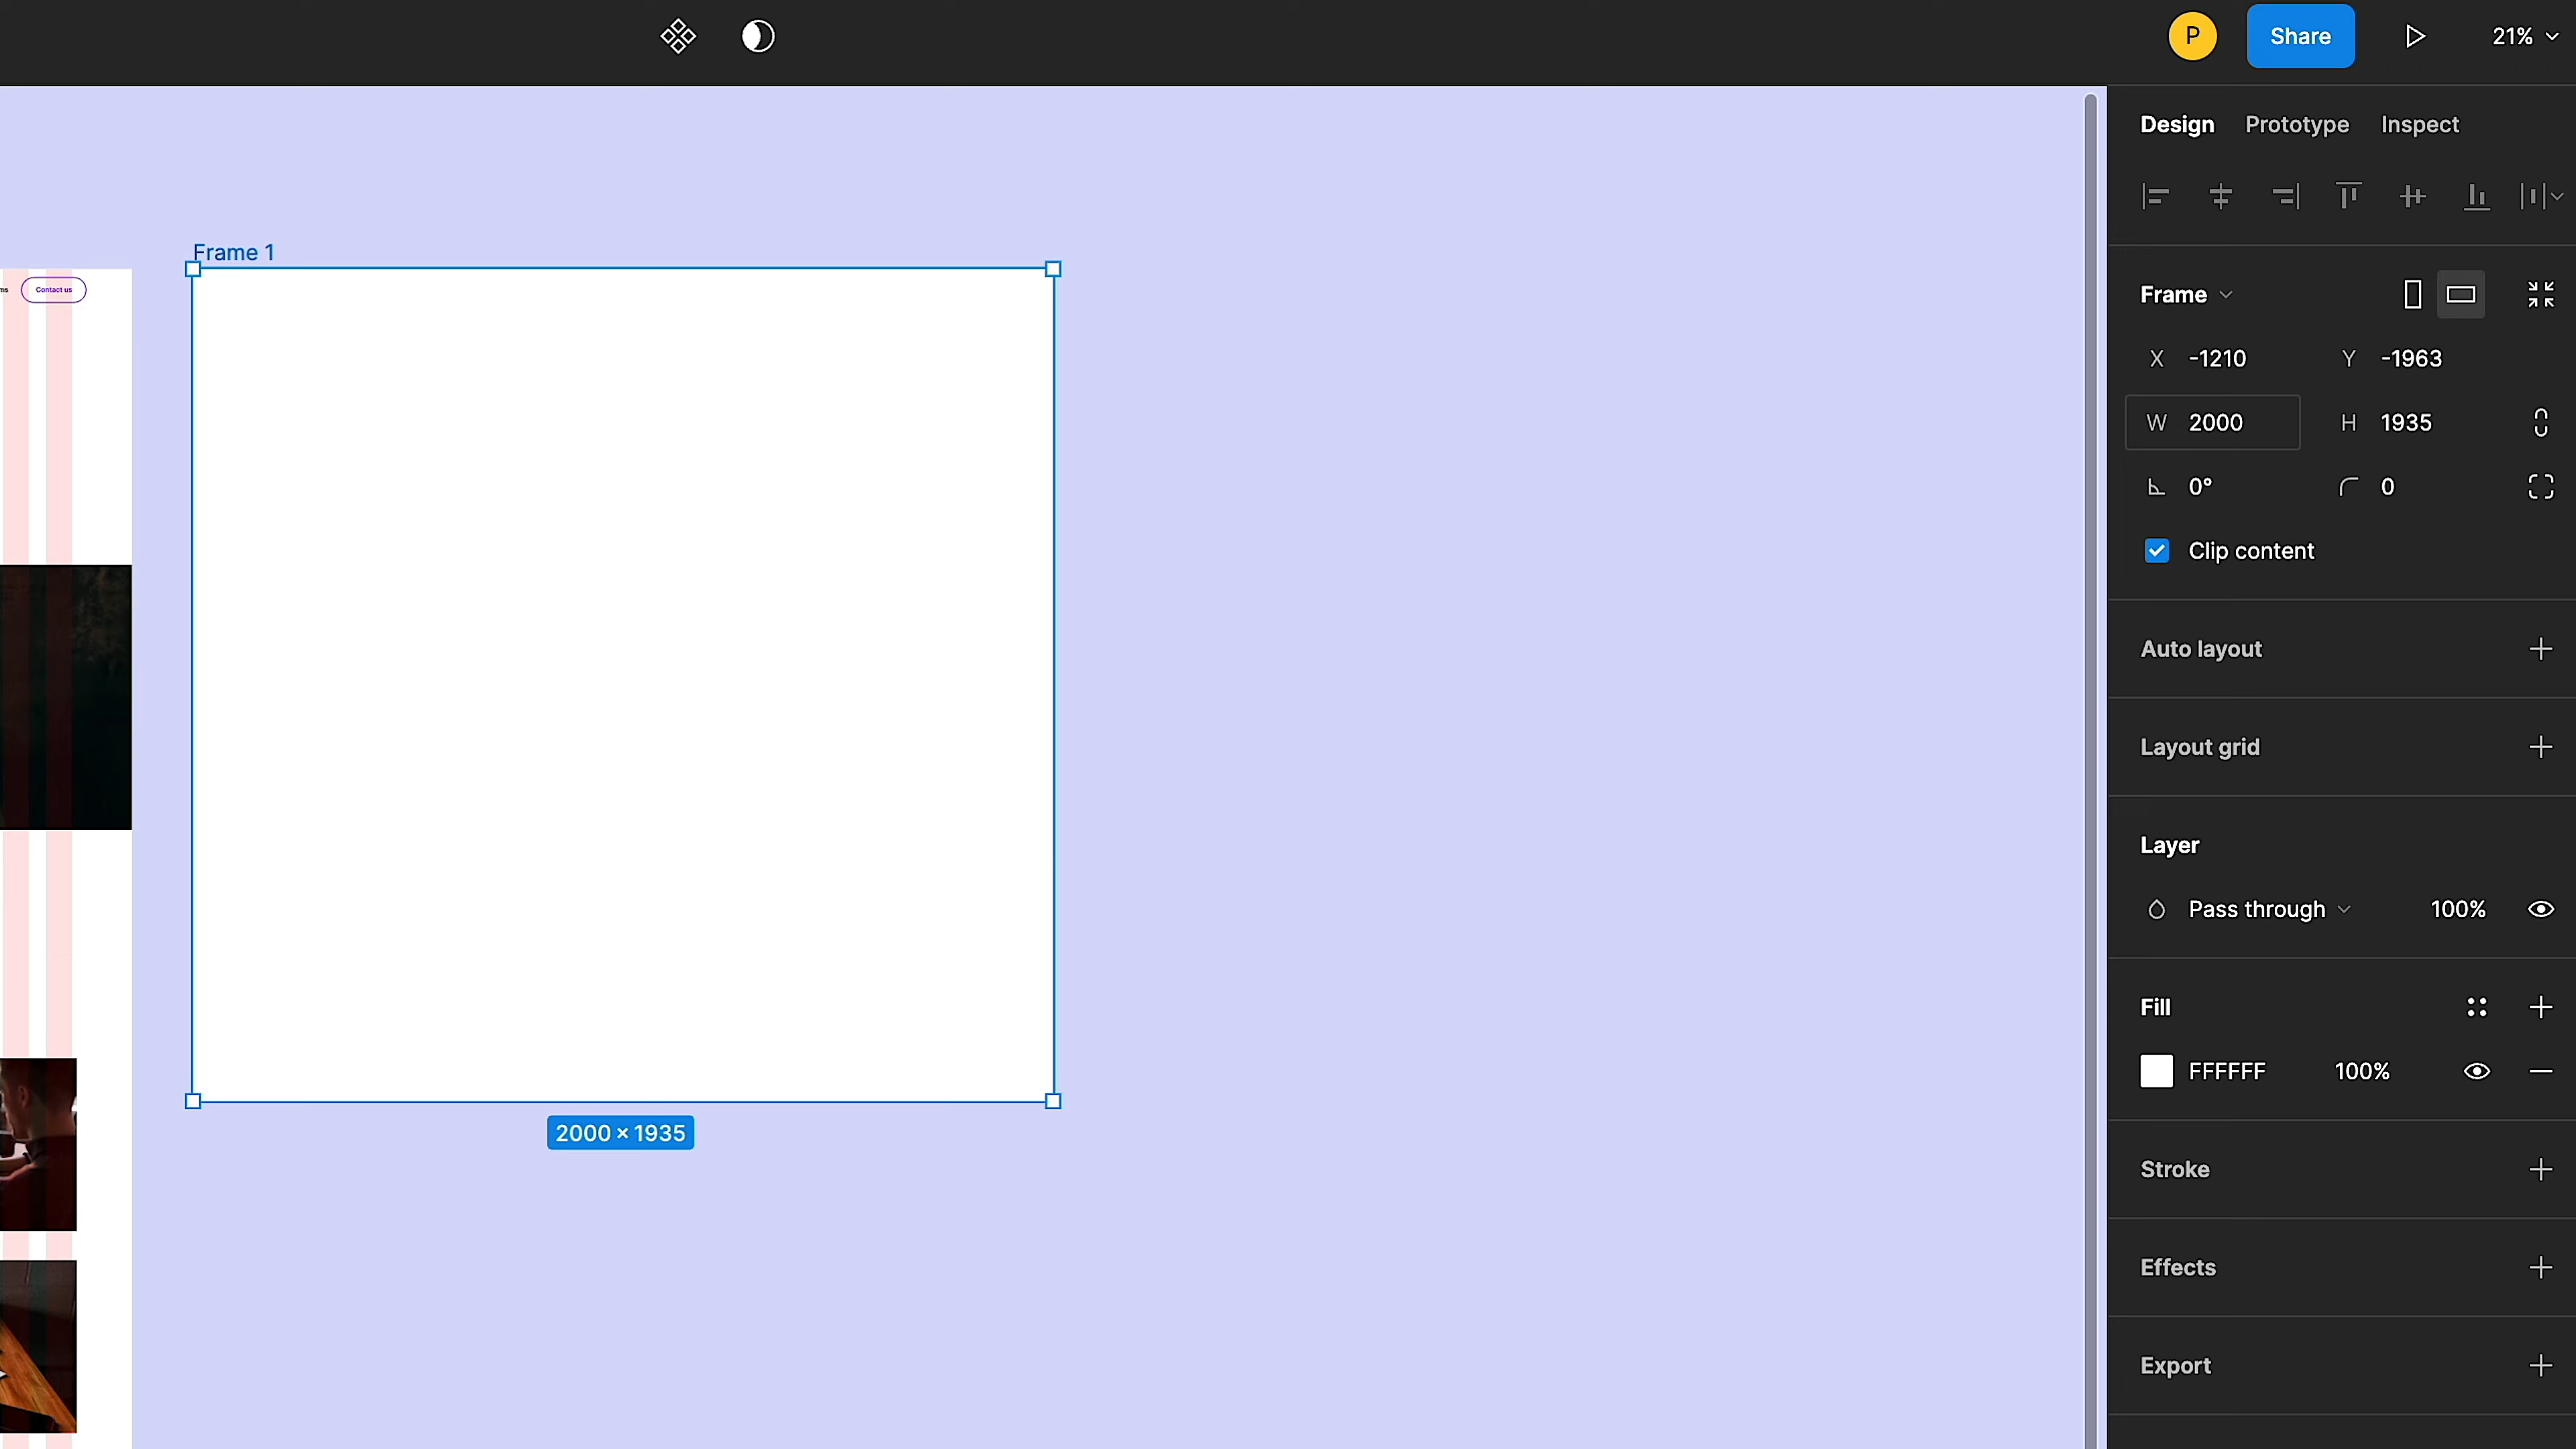 P
Share
21%
Design Prototype Inspect
Frame 1
ms
Contact us
Frame
X -1210 Y -1963
W 2000 H 1935
0° 0
Clip content
Auto layout
Layout grid
Layer
Pass through 100%
Fill
FFFFFF 100%
2000 × 1935
Stroke
Effects
Export